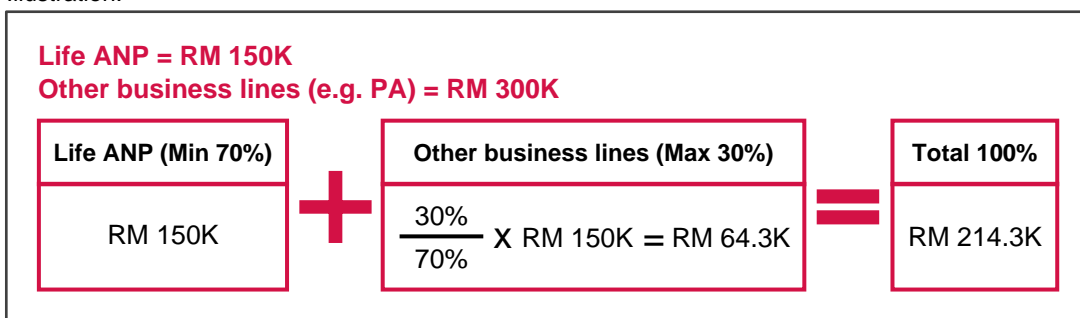 Life ANP = RM 150K
Other business lines (e.g. PA) = RM 300K
Life ANP (Min 70%)
Other business lines (Max 30%)
Total 100%
RM 150K
+
30%
70%
X RM 150K = RM 64.3K
=
RM 214.3K